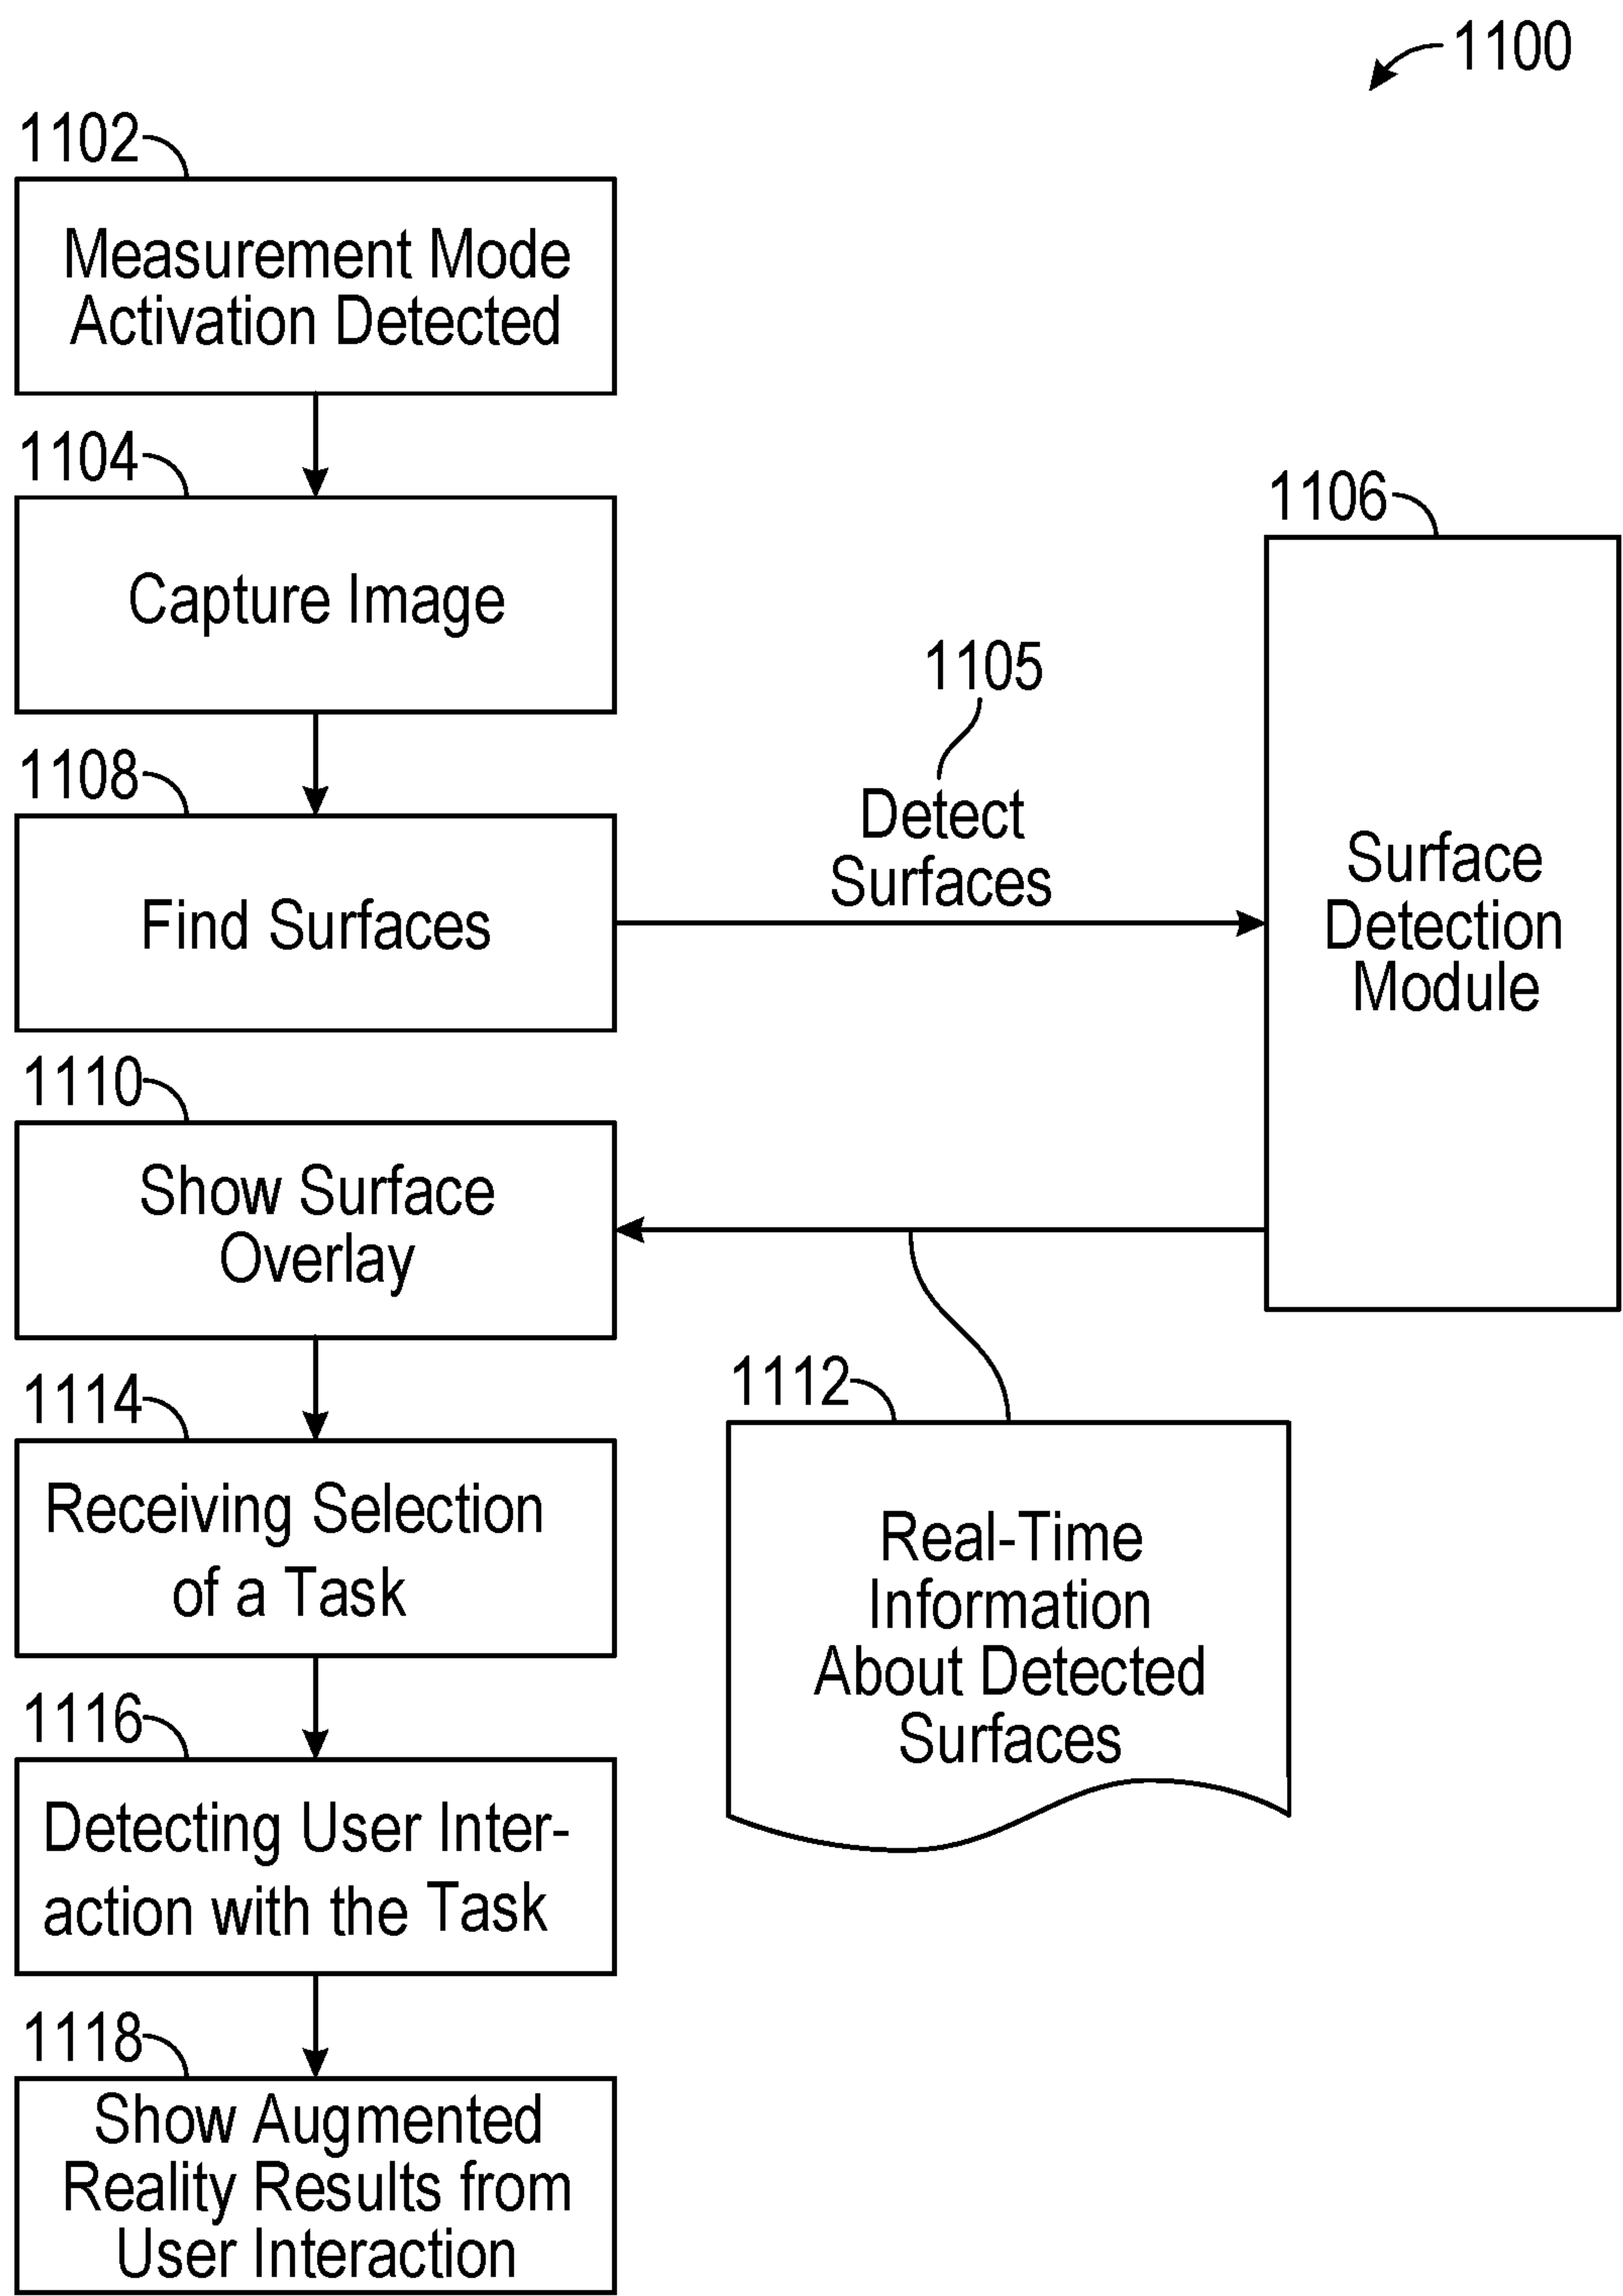 1100
1102
Measurement Mode
Activation Detected
1104
Capture Image
1106
Surface
Detection
Module
1105
Detect
Surfaces
1108
Find Surfaces
1110
Show Surface
Overlay
1112
Real-Time
Information
About Detected
Surfaces
1114
Receiving Selection
of a Task
1116
Detecting User Inter-
action with the Task
1118
Show Augmented
Reality Results from
User Interaction